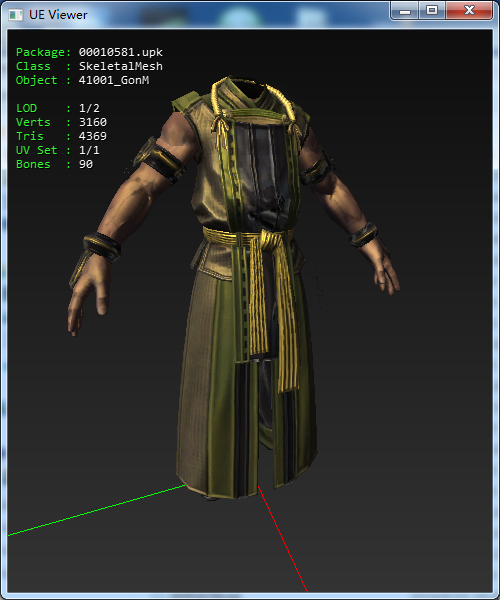 UE Viewer
Package: 00010581.upk
Class : SkeletalMesh
Object : 41001_GonM
LOD : 1/2
Verts : 3160
Tris : 4369
UV Set : 1/1
Bones : 90